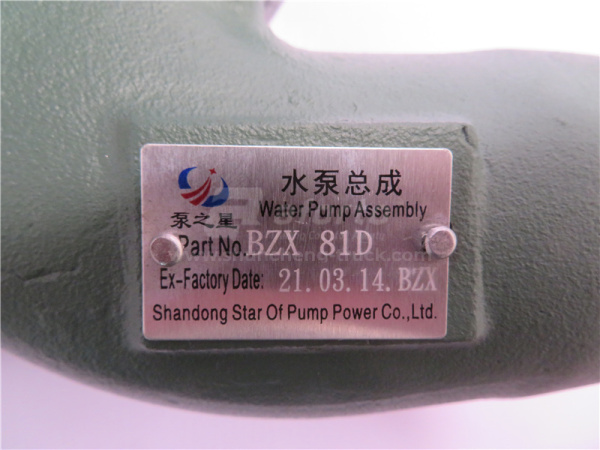 水泵总成
泵之星
Water Pump Assembly
Part No. BZX 81D
Ex-Factory Date: 21.03.14.BZX
Shandong Star Of Pump Power Co.,Ltd.